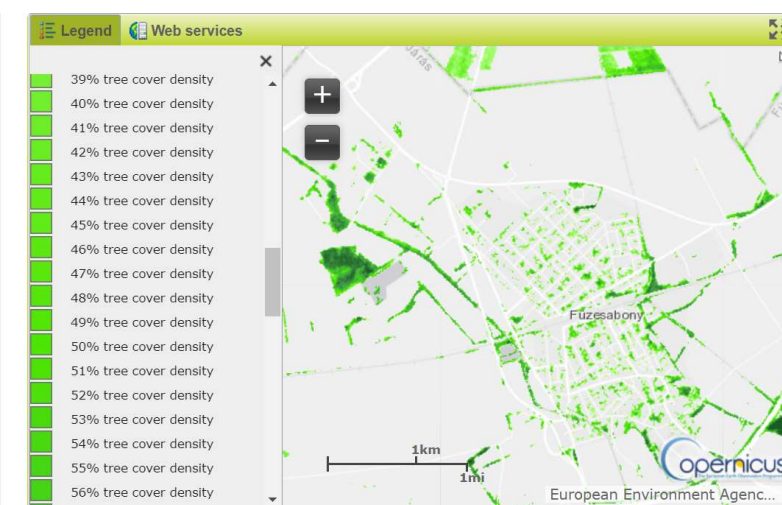 Legend
Web services
×
39% tree cover density
40% tree cover density
41% tree cover density
42% tree cover density
43% tree cover density
44% tree cover density
45% tree cover density
46% tree cover density
47% tree cover density
48% tree cover density
49% tree cover density
50% tree cover density
51% tree cover density
52% tree cover density
53% tree cover density
54% tree cover density
55% tree cover density
56% tree cover density
+
−
járás
Füzesabony
1km
1mi
opernicus
European Environment Agenc...